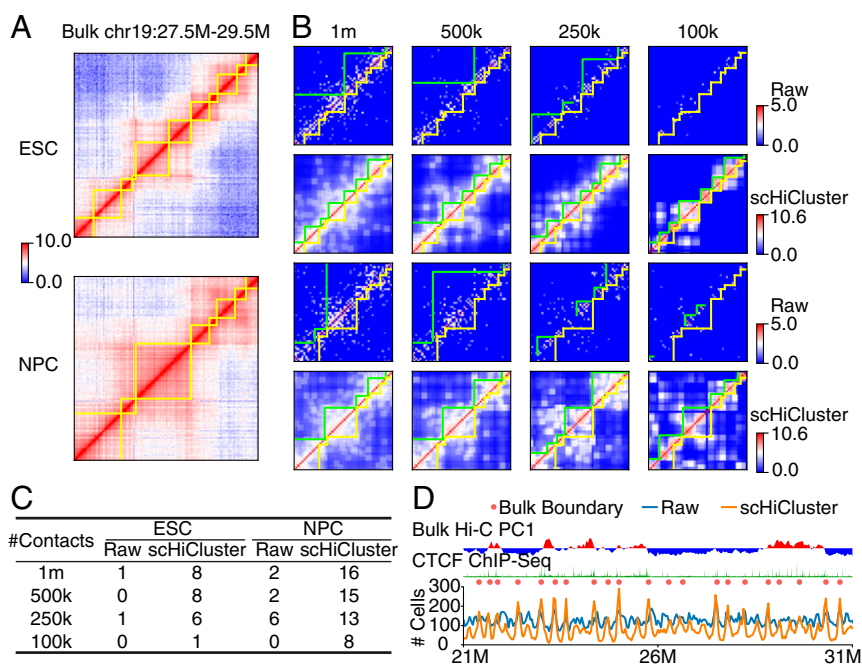 A
Bulk chr19:27.5M-29.5M
ESC
10.0
0.0
NPC
B
1m 500k 250k 100k
Raw
5.0
0.0
scHiCluster
10.6
0.0
Raw
5.0
0.0
scHiCluster
10.6
0.0
C
#Contacts ESC NPC
Raw scHiCluster Raw scHiCluster
1m 1 8 2 16
500k 0 8 2 15
250k 1 6 6 13
100k 0 1 0 8
D
Bulk Boundary Raw scHiCluster
Bulk Hi-C PC1
CTCF ChIP-Seq
# Cells
300
200
100
0
21M 26M 31M